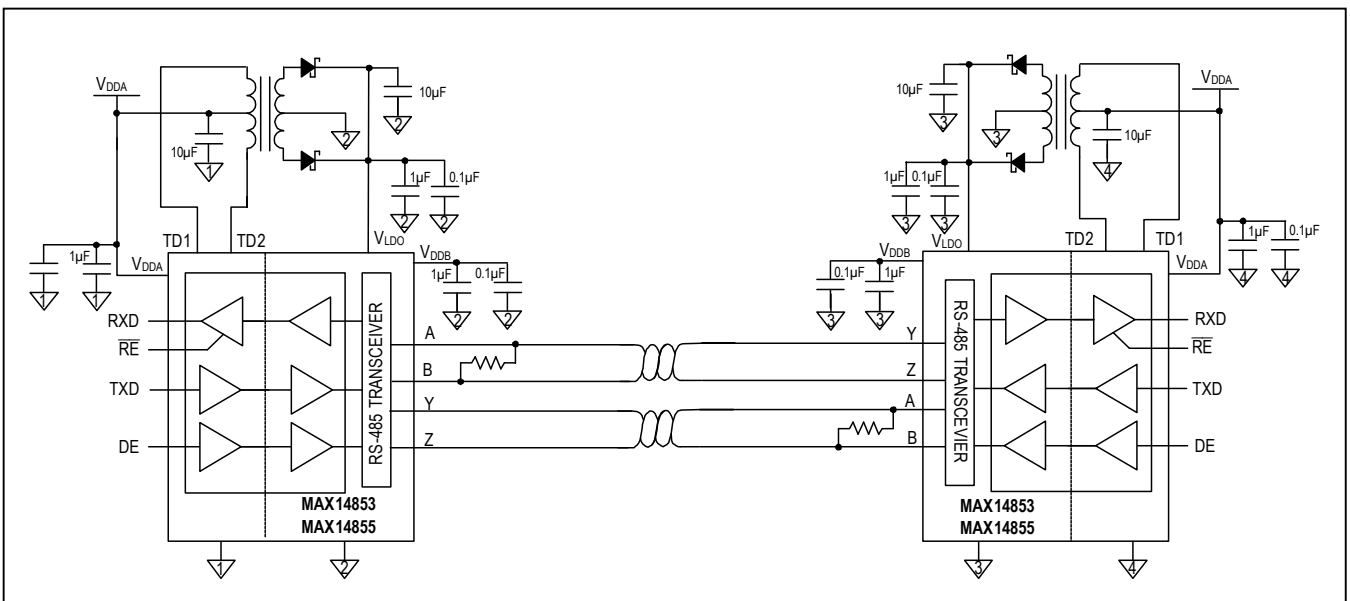 VDDA
10µF
1
10µF
2
2
1µF
0.1µF
2
2
TD1
TD2
VLDO
1µF
1
1
VDDA
VDDB
1µF
0.1µF
2
2
RXD
RE
TXD
DE
RS-485 TRANSCEIVER
A
B
Y
Z
MAX14853
MAX14855
1
2
10µF
3
3
1µF
0.1µF
3
3
VDDA
10µF
4
VLDO
TD2
TD1
1µF
0.1µF
4
4
VDDB
0.1µF
1µF
3
3
VDDA
Y
Z
A
B
RS-485 TRANSCEVIER
RXD
RE
TXD
DE
MAX14853
MAX14855
3
4